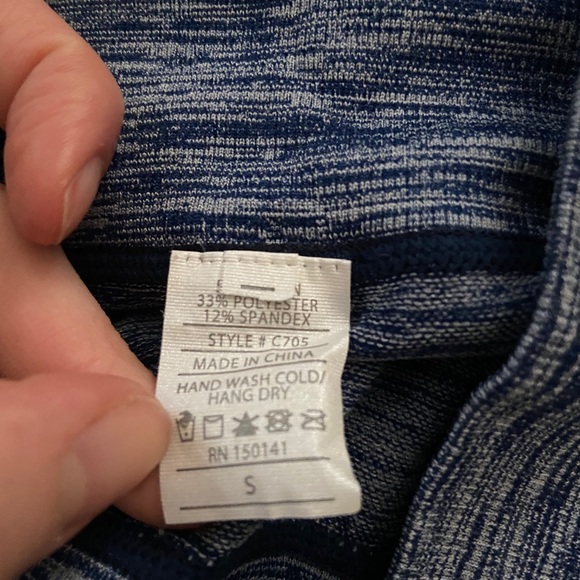 33% POLYESTER
12% SPANDEX
STYLE # C705
MADE IN CHINA
HAND WASH COLD/
HANG DRY
RN 150141
S